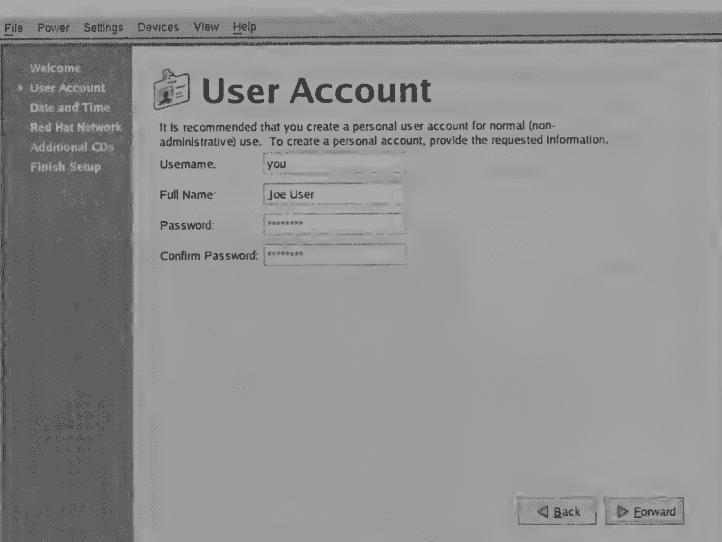 File Power Settings Devices View Help
Welcome
User Account
Date and Time
Red Hat Network
Additional CDs
Finish Setup
User Account
It is recommended that you create a personal user account for normal (non-
administrative) use. To create a personal account, provide the requested information.
Username:
you
Full Name:
Joe User
Password:
********
Confirm Password:
********
Back
Forward